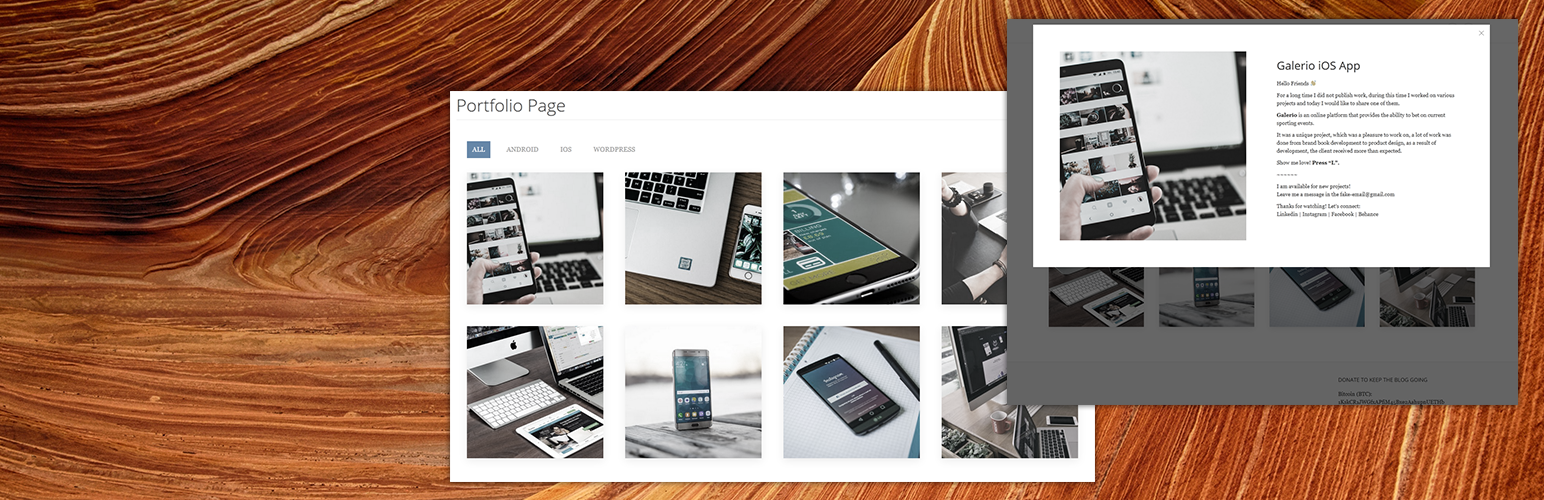 Portfolio Page
ALL
ANDROID
IOS
WORDPRESS
BILLING
Instagram
×
Galerio iOS App
Hello Friends 👋
For a long time I did not publish work, during this time I worked on various
projects and today I would like to share one of them.
Galerio is an online platform that provides the ability to bet on current
sporting events.
It was a unique project, which was a pleasure to work on, a lot of work was
done from brand book development to product design, as a result of
development, the client received more than expected.
Show me love! Press “L”.
~~~~~~
I am available for new projects!
Leave me a message in the fake-email@gmail.com
Thanks for watching! Let's connect:
Linkedin | Instagram | Facebook | Behance
DONATE TO KEEP THE BLOG GOING
Bitcoin (BTC):